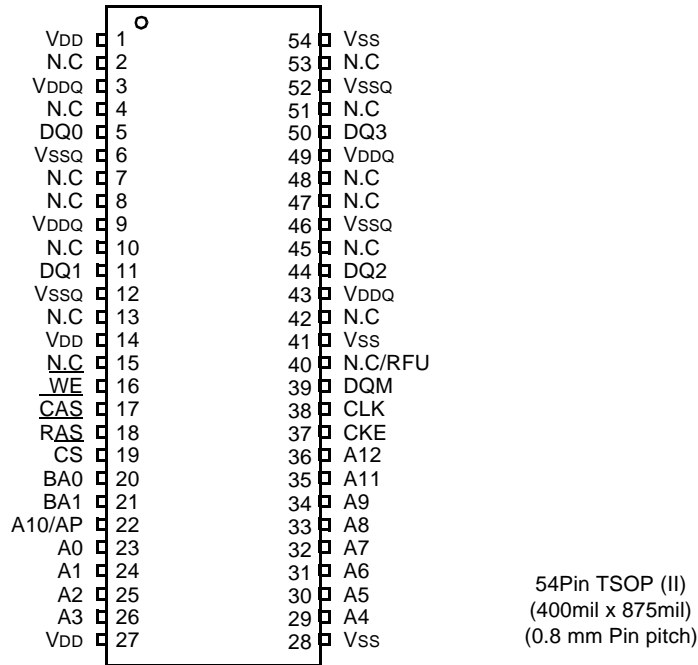 VDD 1 54 VSS
N.C 2 53 N.C
VDDQ 3 52 VSSQ
N.C 4 51 N.C
DQ0 5 50 DQ3
VSSQ 6 49 VDDQ
N.C 7 48 N.C
N.C 8 47 N.C
VDDQ 9 46 VSSQ
N.C 10 45 N.C
DQ1 11 44 DQ2
VSSQ 12 43 VDDQ
N.C 13 42 N.C
VDD 14 41 VSS
N.C 15 40 N.C/RFU
WE 16 39 DQM
CAS 17 38 CLK
RAS 18 37 CKE
CS 19 36 A12
BA0 20 35 A11
BA1 21 34 A9
A10/AP 22 33 A8
A0 23 32 A7
A1 24 31 A6
A2 25 30 A5
A3 26 29 A4
VDD 27 28 VSS
54Pin TSOP (II)
(400mil x 875mil)
(0.8 mm Pin pitch)